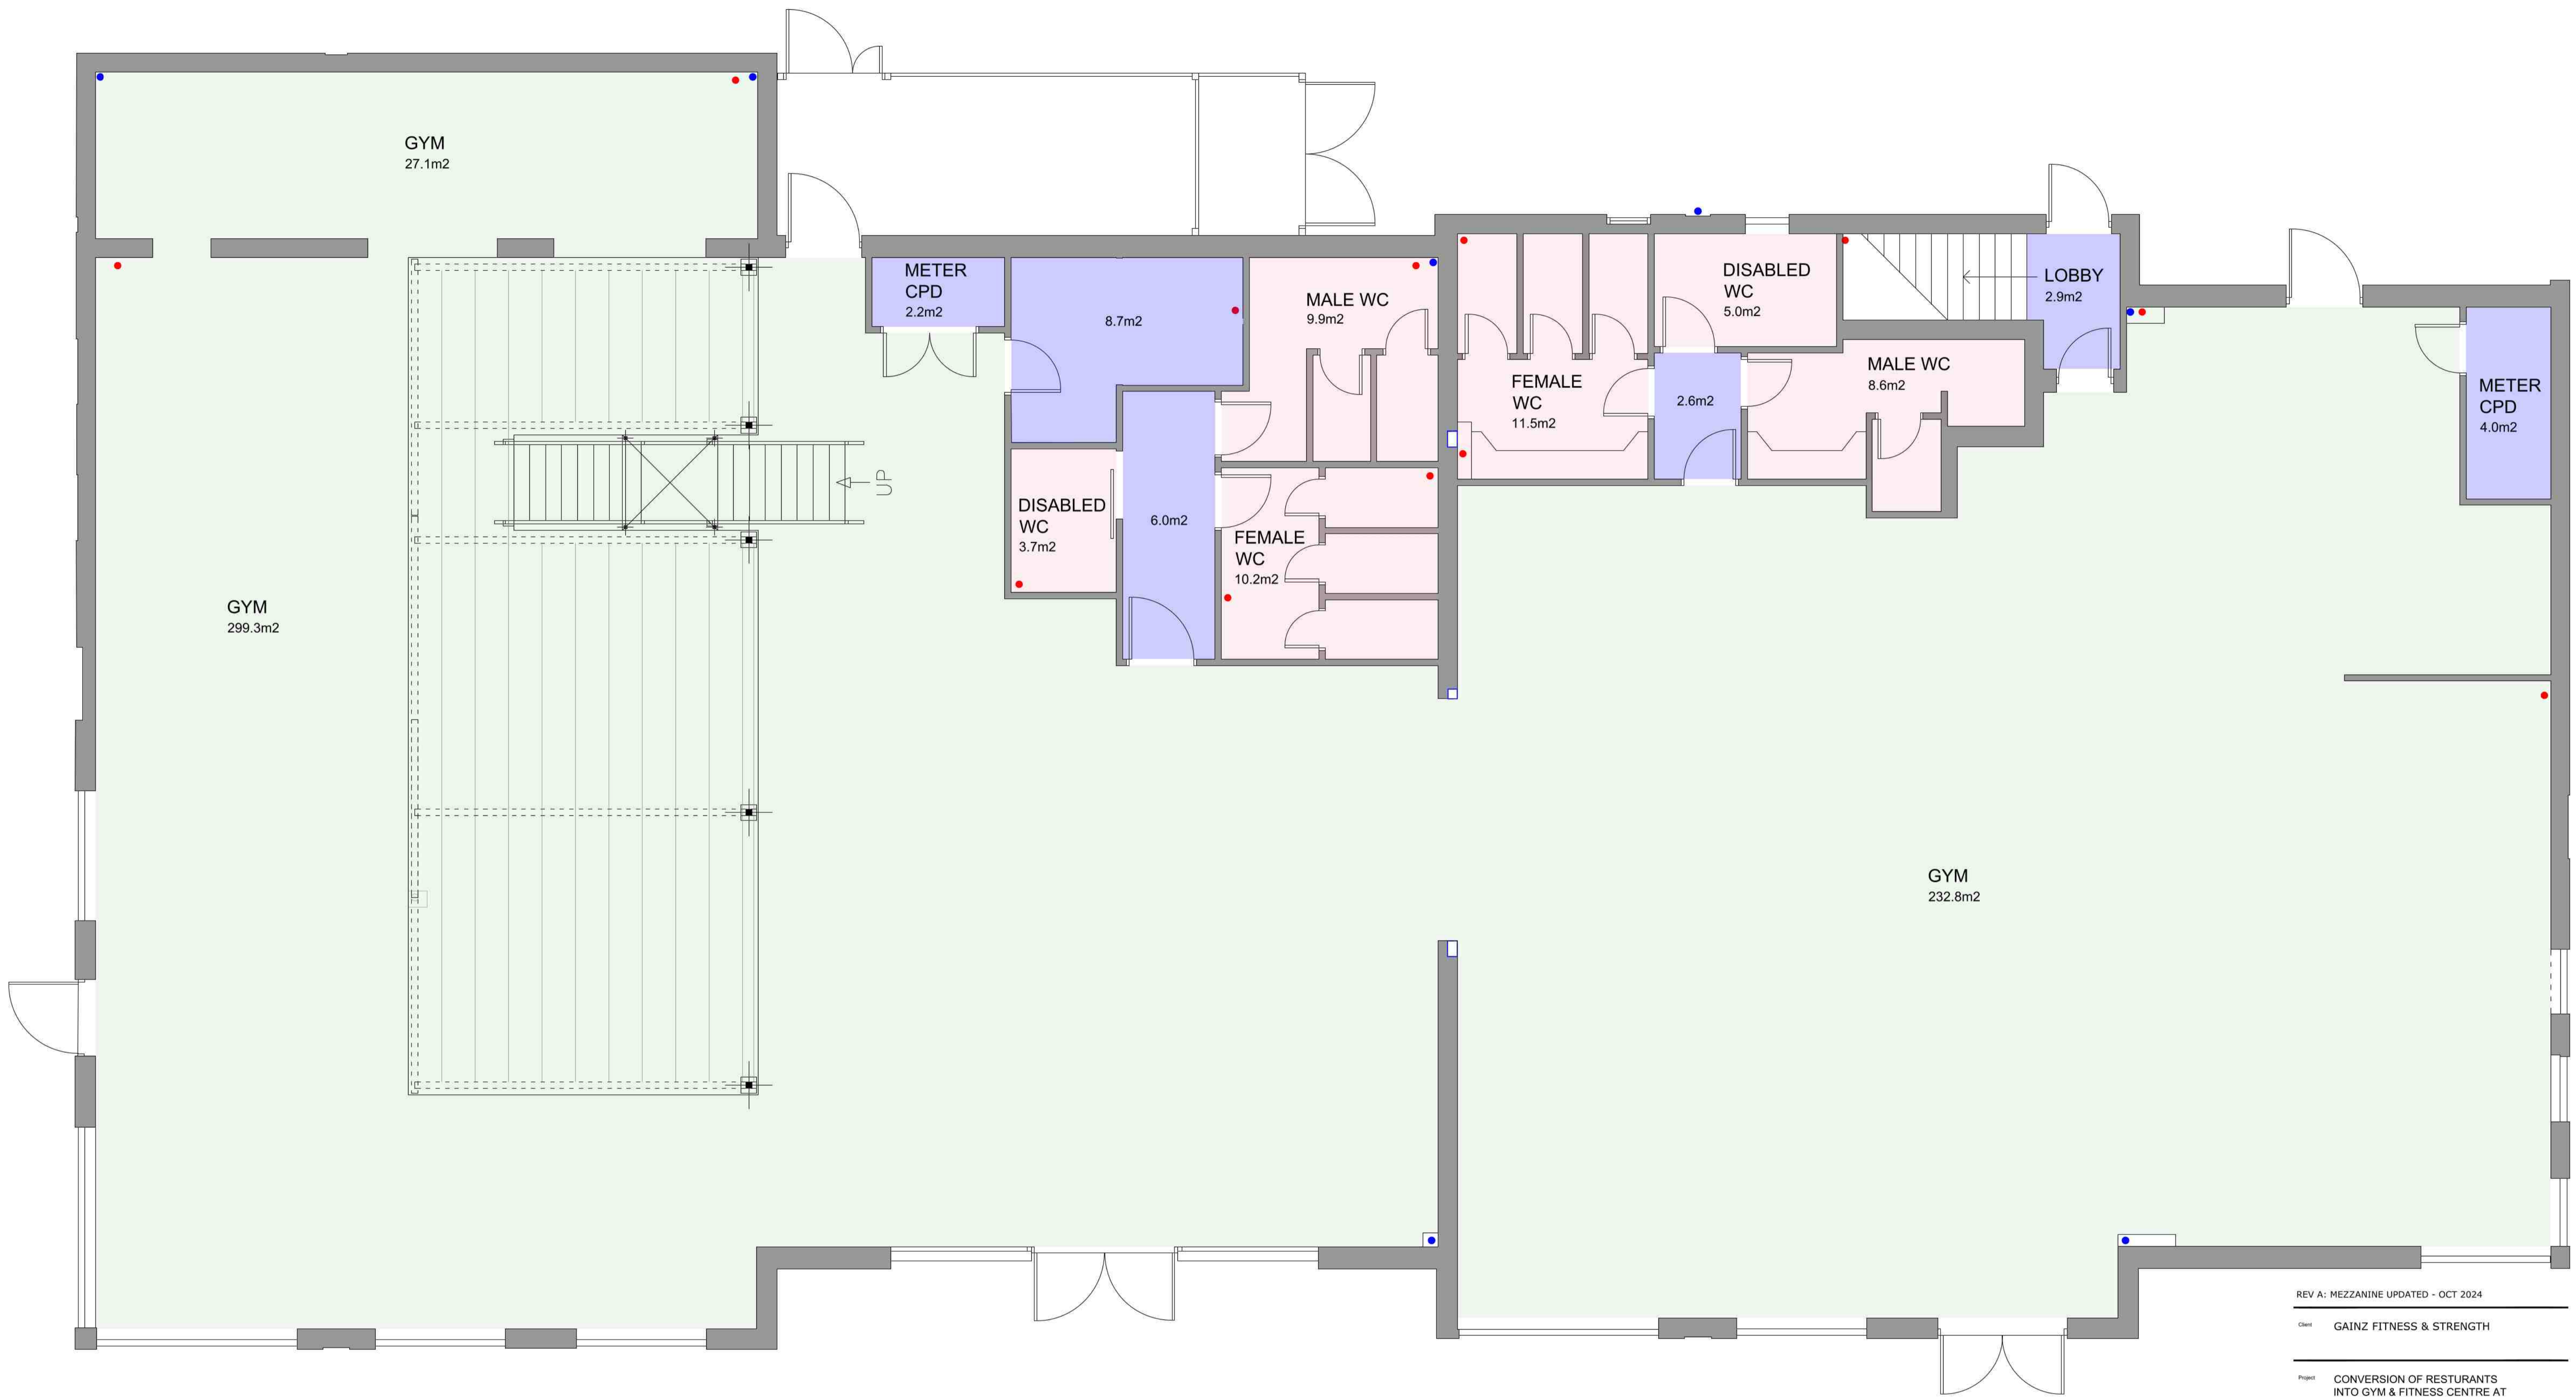 GYM
27.1m2
METER
CPD
2.2m2
8.7m2
MALE WC
9.9m2
DISABLED
WC
5.0m2
LOBBY
2.9m2
FEMALE
WC
11.5m2
2.6m2
MALE WC
8.6m2
METER
CPD
4.0m2
UP
DISABLED
WC
3.7m2
6.0m2
FEMALE
WC
10.2m2
GYM
299.3m2
GYM
232.8m2
REV A: MEZZANINE UPDATED - OCT 2024
Client GAINZ FITNESS & STRENGTH
Project CONVERSION OF RESTURANTS
INTO GYM & FITNESS CENTRE AT